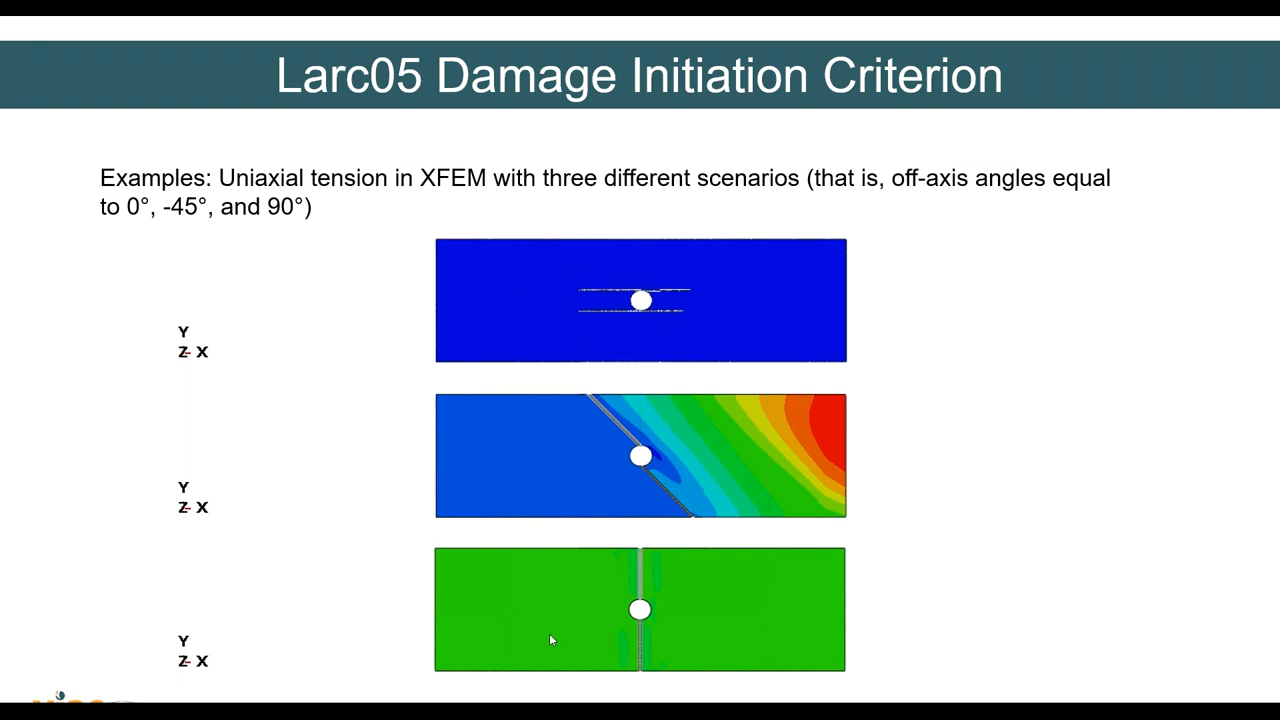 Larc05 Damage Initiation Criterion
Examples: Uniaxial tension in XFEM with three different scenarios (that is, off-axis angles equal
to 0°, -45°, and 90°)
Y
Z X
Y
Z X
Y
Z X